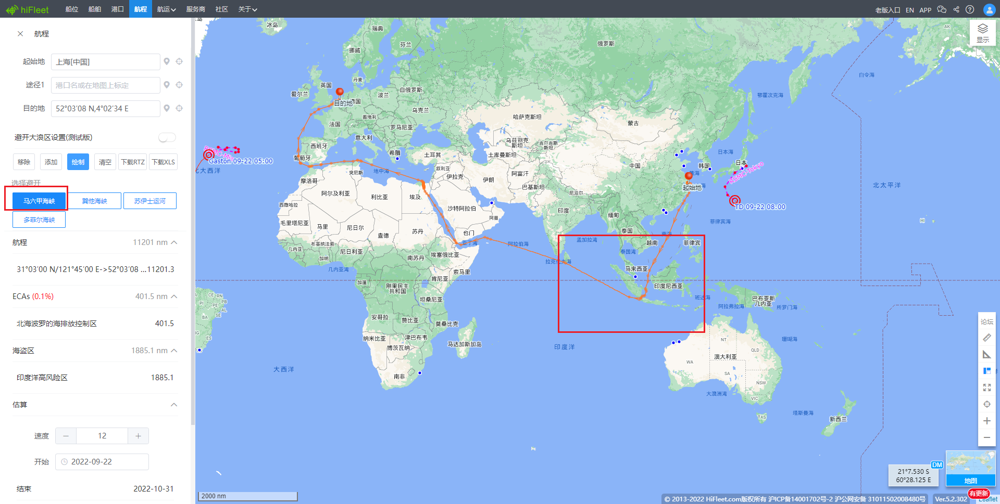 hiFleet
船位
船舶
港口
航程
航运
服务商
社区
关于
老版入口
EN
APP
航程
起始地
上海[中国]
途径1
港口名或在地图上标定
目的地
52°03'08 N,4°02'34 E
避开大浪区设置(测试版)
移除
添加
绘制
清空
下载RTZ
下载XLS
选择避开
马六甲海峡
巽他海峡
苏伊士运河
多菲尔海峡
航程
11201 nm
31°03'00 N/121°45'00 E->52°03'08 ...11201.3
ECAs (0.1%)
401.5 nm
北海波罗的海排放控制区
401.5
海盗区
1885.1 nm
印度洋高风险区
1885.1
估算
速度
12
开始
2022-09-22
结束
2022-10-31
冰岛
瑞典
芬兰
挪威
俄罗斯
AK
显示
白令海
丹麦
英国
爱尔兰
波兰
白俄罗斯
目的地
国
鄂霍次克海
乌克兰
奥地利
法国
罗马尼亚
哈萨克斯坦
蒙古
意大利
西班牙
乌兹别克
斯坦
吉尔吉斯
斯坦
葡萄牙
希腊
土耳其
土库曼斯坦
RSMC-Mia
Gaston 09-22 05:00
北大西洋
日本海
日本
韩国
中国
黄海
RSMC-Tokyo
地中海
突尼斯
叙利亚
伊拉克
伊朗
阿富汗
巴基斯坦
摩洛哥
起始地
北太平洋
尼泊尔
阿尔及利亚
利比亚
埃及
西撒哈拉
沙特阿拉伯
阿曼
印度
缅甸
TD 09-22 08:00
毛里塔尼亚
马里
尼日尔
苏丹
乍得
也门
泰国
南海
菲律宾海
HI
亚丁湾
阿拉伯海
孟加拉湾
越南
菲律宾
布基纳法索
几内亚
加纳
尼日利亚
南苏丹
埃塞俄比亚
泰国湾
拉克代夫海
几内亚湾
索马里
马来西亚
肯尼亚
加蓬
刚果民主
共和国
印度尼西亚
坦桑尼亚
班达海
阿拉弗拉海
巴布亚新
几内亚
所罗门海
PI
CE
RN
PE
PB
AL
BA
SE
ES
安哥拉
赞比亚
莫桑比克
纳米比亚
津巴布韦
博茨瓦纳
马达加斯加岛
印度洋
珊瑚海
NT
QLD
WA
澳大利亚
SA
NSW
VIC
TAS
大西洋
南非
大澳洲湾
塔斯曼海
新西兰
论坛
DM
21°7.530 S
60°28.125 E
地图
有更新
2000 nm
© 2013-2022 HiFleet.com版权所有 沪ICP备14001702号-2 沪公网安备 31011502008480号
Ver.5.2.302
Leaflet